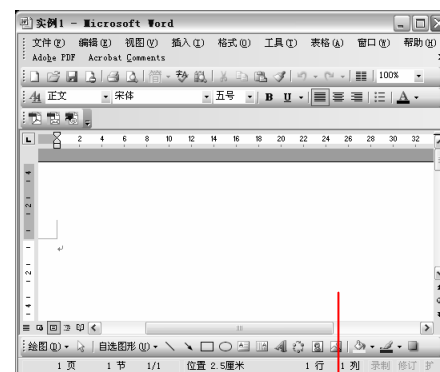 实例1 - Microsoft Word
文件(F) 编辑(E) 视图(V) 插入(I) 格式(O) 工具(T) 表格(A) 窗口(W) 帮助(H)
Adobe PDF Acrobat Comments
100%
正文 宋体 五号 B U A
L 2 4 6 8 10 12 14 16 18 20 22 24 26 28 30 32
绘图(D) 自选图形(U)
1 页 1 节 1/1 位置 2.5厘米 1 行 1 列 录制 修订 扩